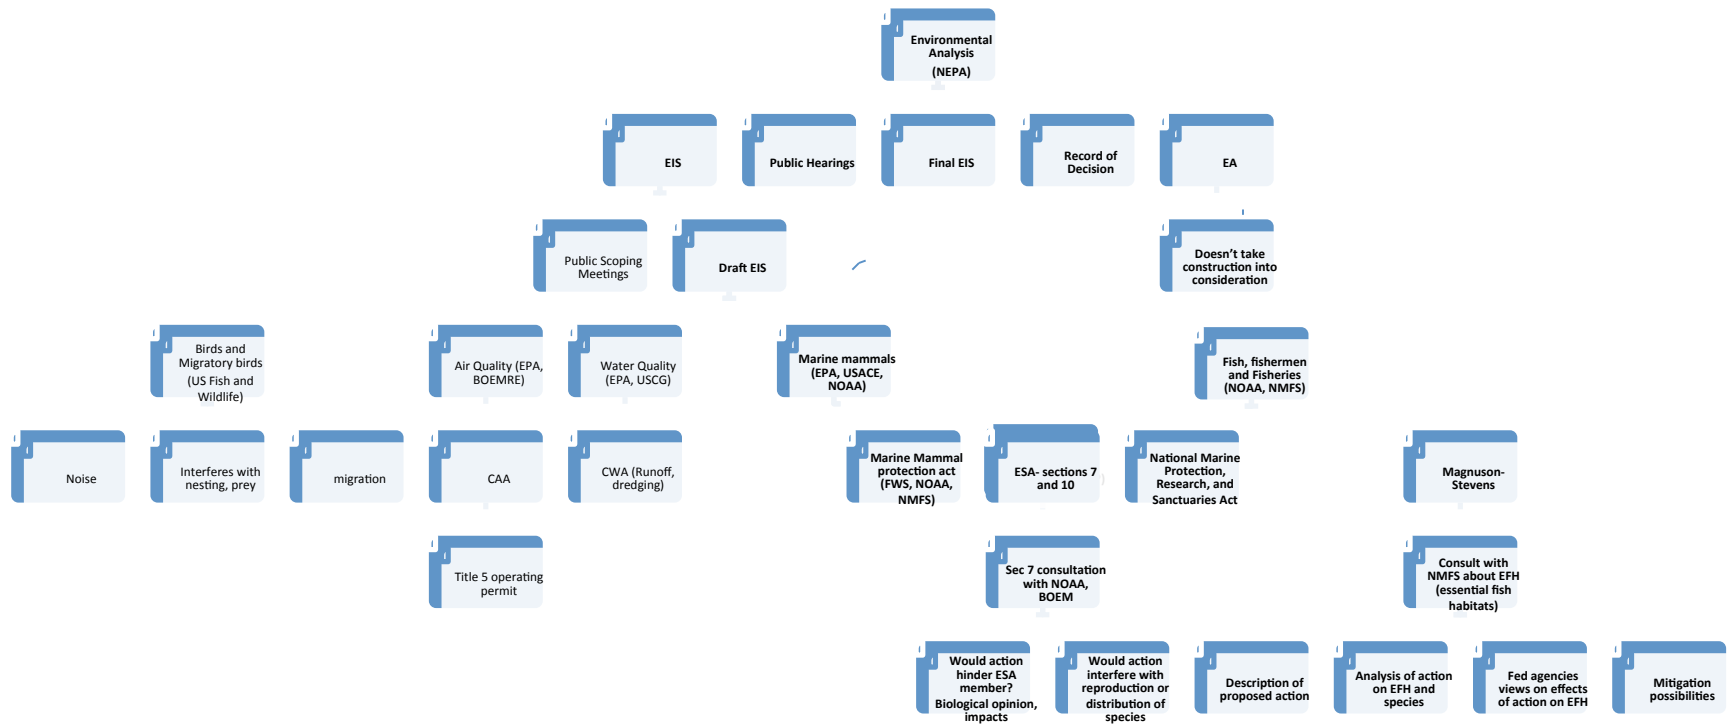 Environmental
Analysis
(NEPA)
EIS
Public Hearings
Final EIS
Record of
Decision
EA
Public Scoping
Meetings
Draft EIS
Doesn't take
construction into
consideration
Birds and
Migratory birds
(US Fish and
Wildlife)
Air Quality (EPA,
BOEMRE)
Water Quality
(EPA, USCG)
Marine mammals
(EPA, USACE,
NOAA)
Fish, fishermen
and Fisheries
(NOAA, NMFS)
Noise
Interferes with
nesting, prey
migration
CAA
CWA (Runoff,
dredging)
Marine Mammal
protection act
(FWS, NOAA,
NMFS)
ESA- sections 7
and 10
National Marine
Protection,
Research, and
Sanctuaries Act
Magnuson-
Stevens
Title 5 operating
permit
Sec 7 consultation
with NOAA,
BOEM
Consult with
NMFS about EFH
(essential fish
habitats)
Would action
hinder ESA
member?
Biological opinion,
impacts
Would action
interfere with
reproduction or
distribution of
species
Description of
proposed action
Analysis of action
on EFH and
species
Fed agencies
views on effects
of action on EFH
Mitigation
possibilities